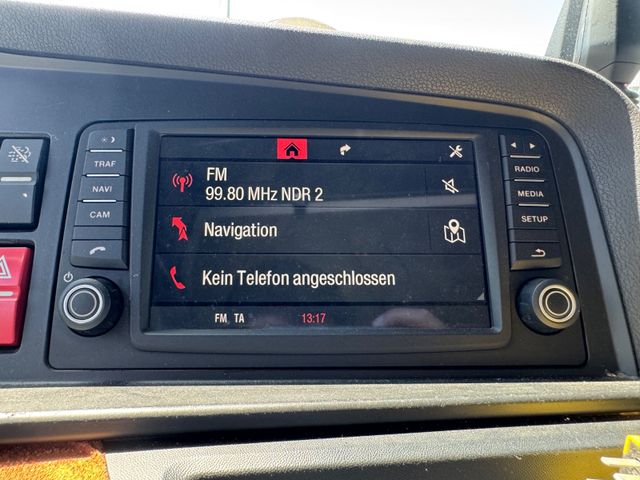 TRAF
NAVI
CAM
FM
99.80 MHz NDR 2
Navigation
Kein Telefon angeschlossen
FM TA 13:17
RADIO
MEDIA
SETUP